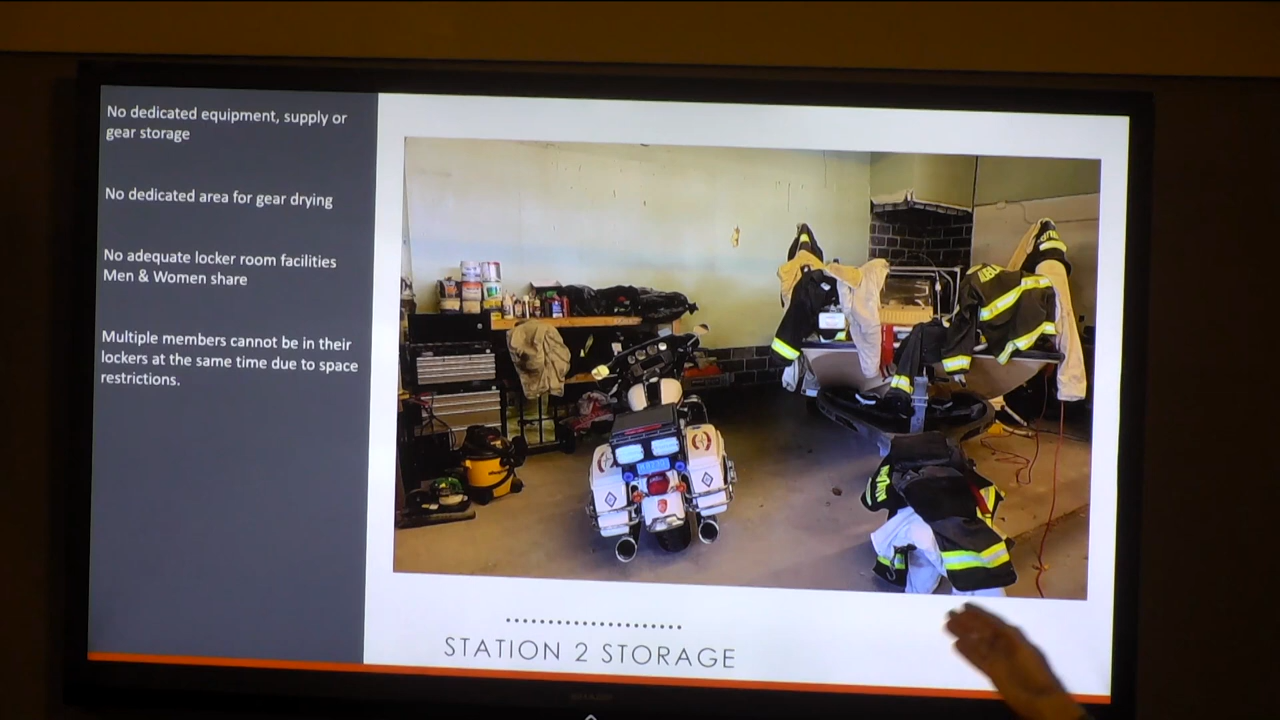 No dedicated equipment, supply or
gear storage
No dedicated area for gear drying
No adequate locker room facilities
Men & Women share
Multiple members cannot be in their
lockers at the same time due to space
restrictions.
STATION 2 STORAGE